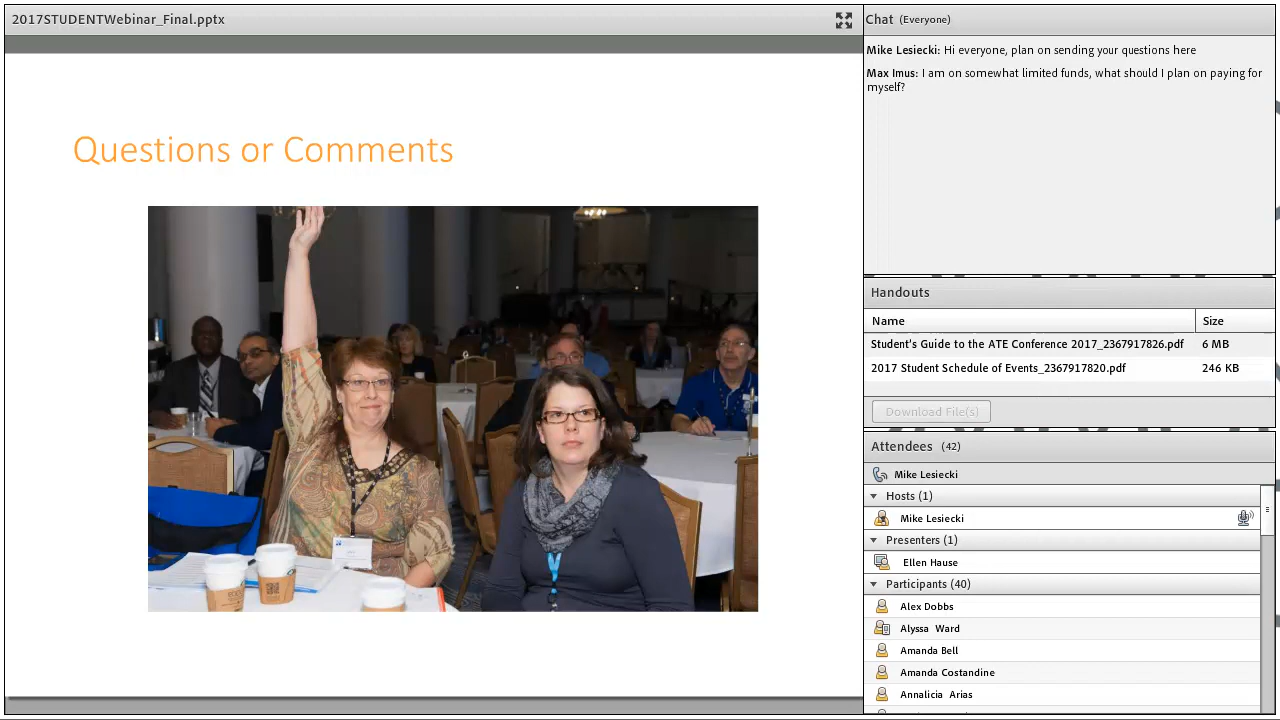 2017STUDENTWebinar_Final.pptx
Questions or Comments
Chat (Everyone)
Mike Lesiecki: Hi everyone, plan on sending your questions here
Max Imus: I am on somewhat limited funds, what should I plan on paying for
myself?
Handouts
Name Size
Student's Guide to the ATE Conference 2017_2367917826.pdf 6 MB
2017 Student Schedule of Events_2367917820.pdf 246 KB
Download File(s)
Attendees (42)
Mike Lesiecki
Hosts (1)
Mike Lesiecki
Presenters (1)
Ellen Hause
Participants (40)
Alex Dobbs
Alyssa Ward
Amanda Bell
Amanda Costandine
Annalicia Arias